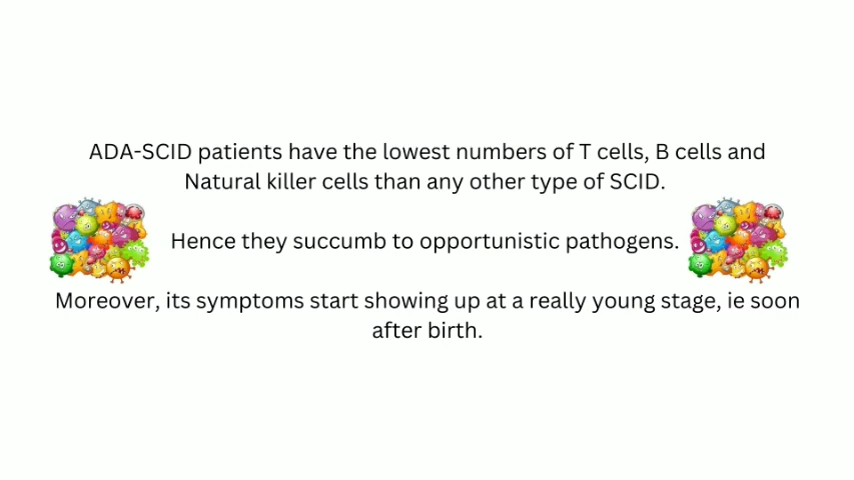 ADA-SCID patients have the lowest numbers of T cells, B cells and
Natural killer cells than any other type of SCID.
Hence they succumb to opportunistic pathogens.
Moreover, its symptoms start showing up at a really young stage, ie soon
after birth.